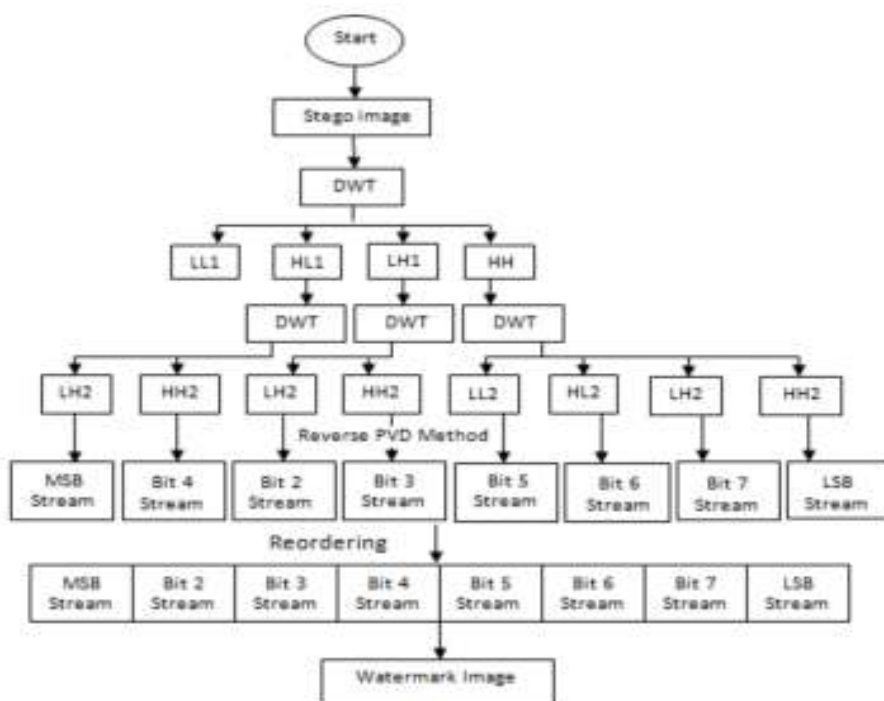 Start
Stego image
DWT
LL1 HL1 LH1 HH
DWT DWT DWT
LH2 HH2 LH2 HH2 LL2 HL2 LH2 HH2
Reverse PVD Method
MSB Bit 4 Bit 2 Bit 3 Bit 5 Bit 6 Bit 7 LSB
Stream Stream Stream Stream Stream Stream Stream Stream
Reordering
MSB Bit 2 Bit 3 Bit 4 Bit 5 Bit 6 Bit 7 LSB
Stream Stream Stream Stream Stream Stream Stream Stream
Watermark Image